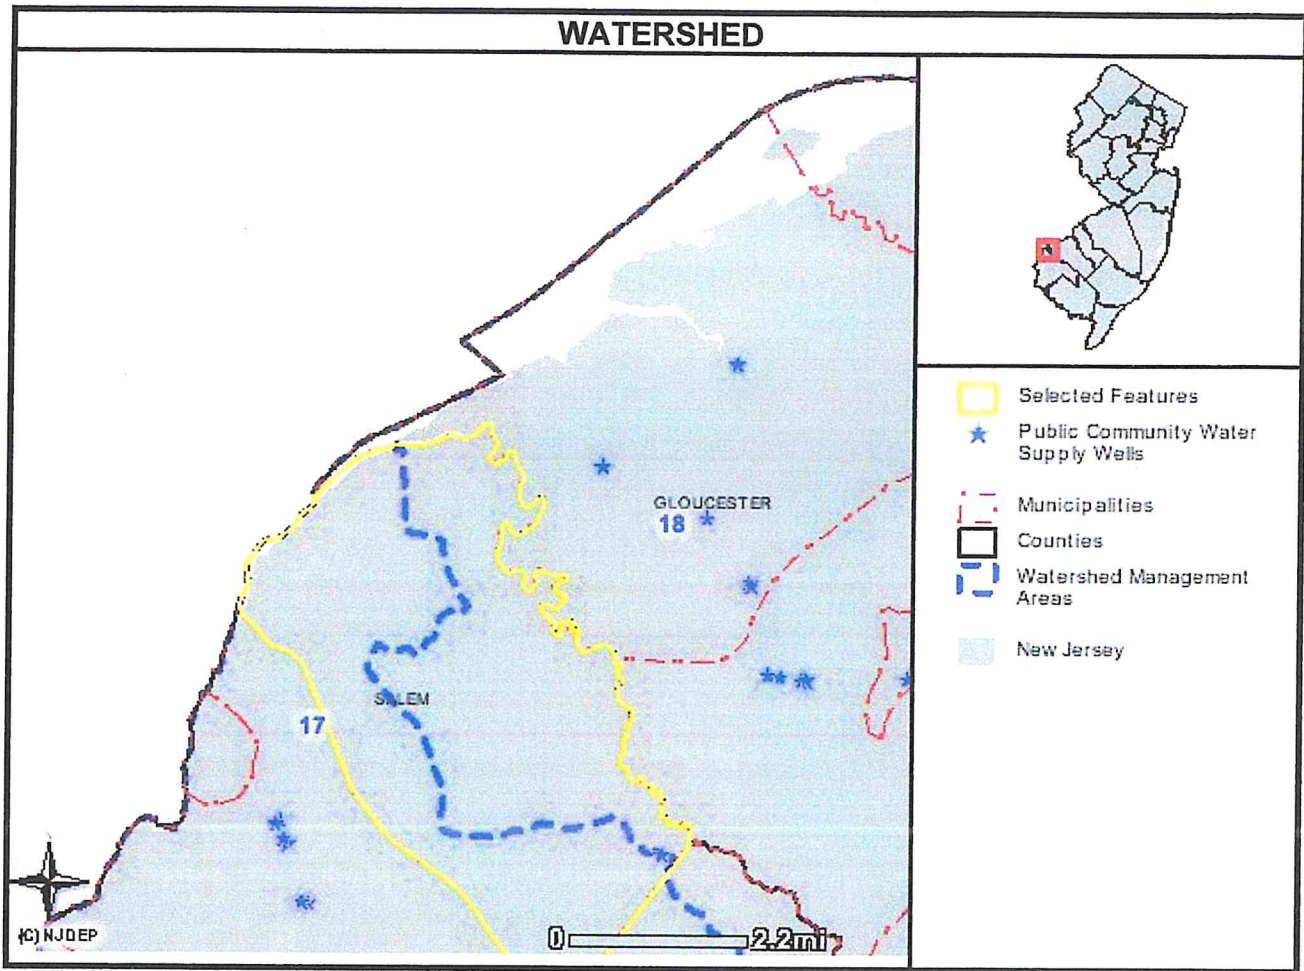 WATERSHED
GLOUCESTER
18
SALEM
17
(C) NJDEP
0 2.2mi
Selected Features
Public Community Water
Supply Wells
Municipalities
Counties
Watershed Management
Areas
New Jersey